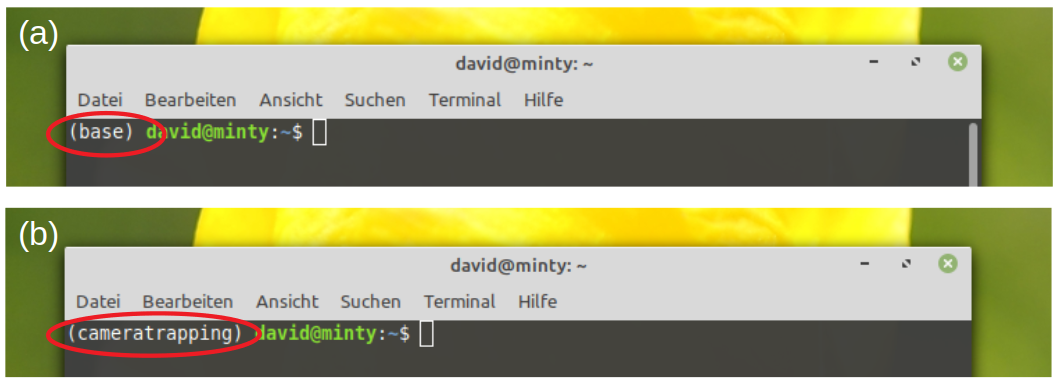 (a)
david@minty: ~
Datei Bearbeiten Ansicht Suchen Terminal Hilfe
(base) david@minty:~$
(b)
david@minty: ~
Datei Bearbeiten Ansicht Suchen Terminal Hilfe
(cameratrapping) david@minty:~$